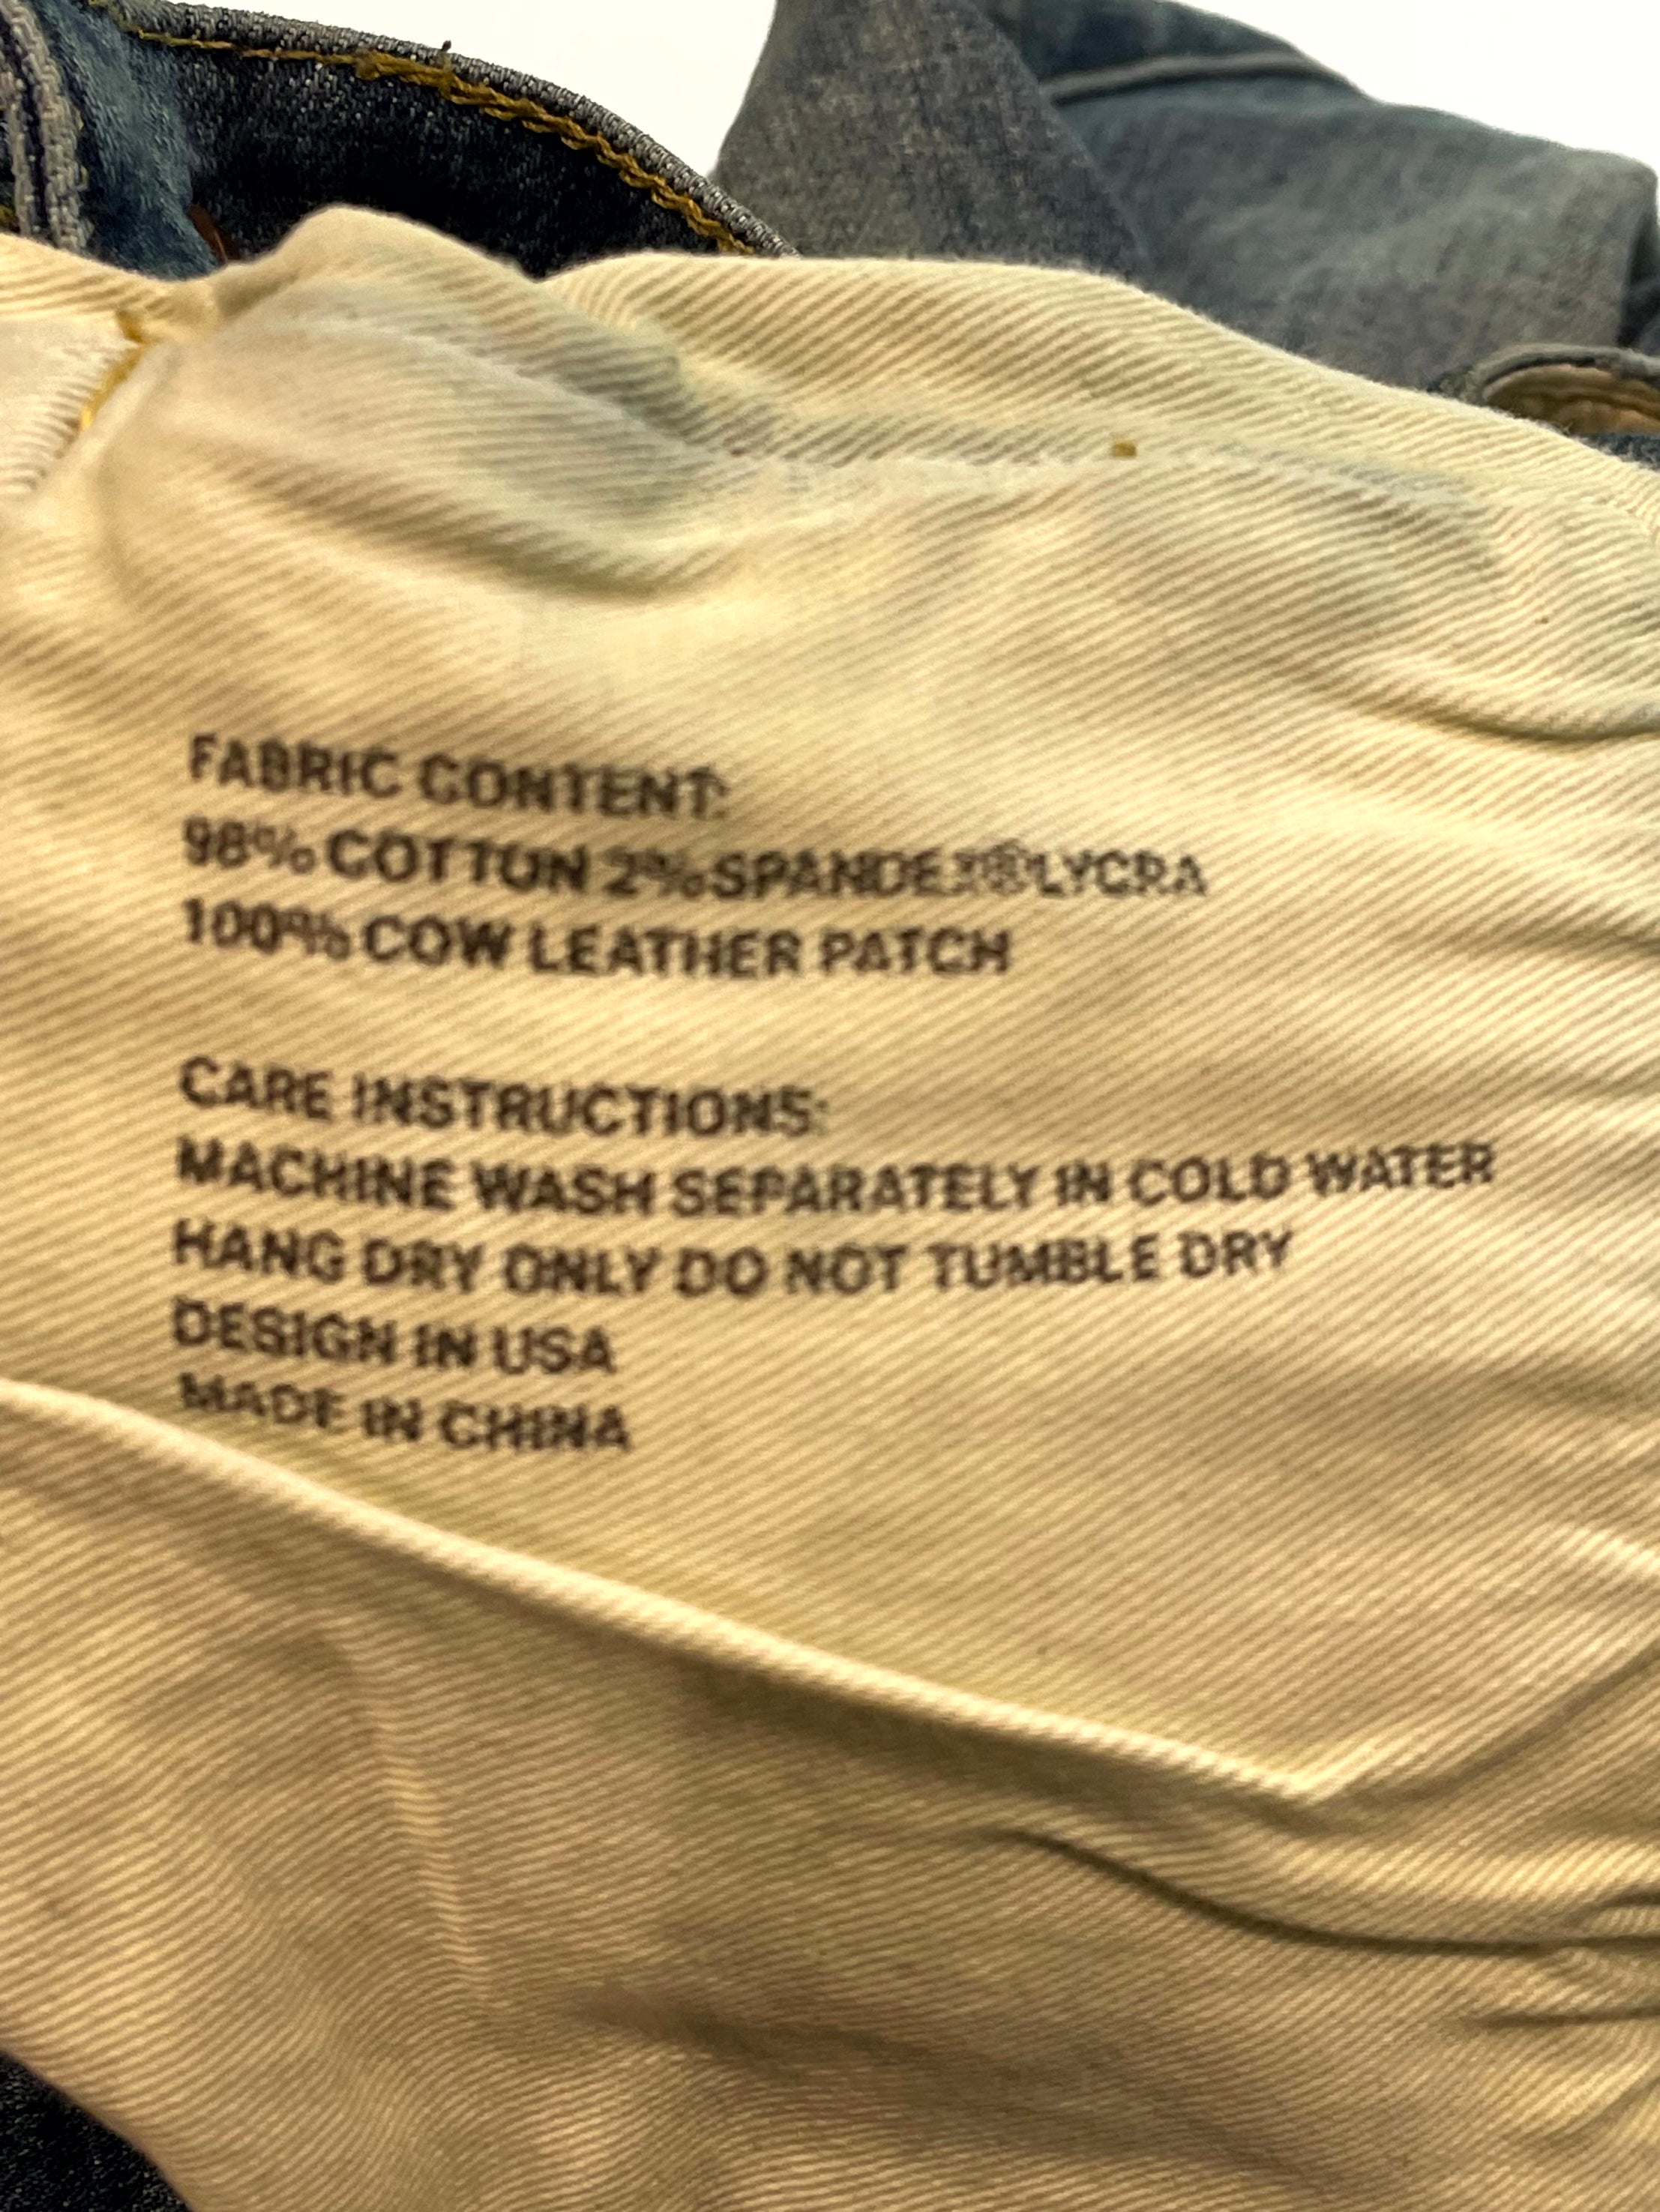 FABRIC CONTENT:
98% COTTON 2% SPANDEX®LYCRA
100% COW LEATHER PATCH
CARE INSTRUCTIONS:
MACHINE WASH SEPARATELY IN COLD WATER
HANG DRY ONLY DO NOT TUMBLE DRY
DESIGN IN USA
MADE IN CHINA